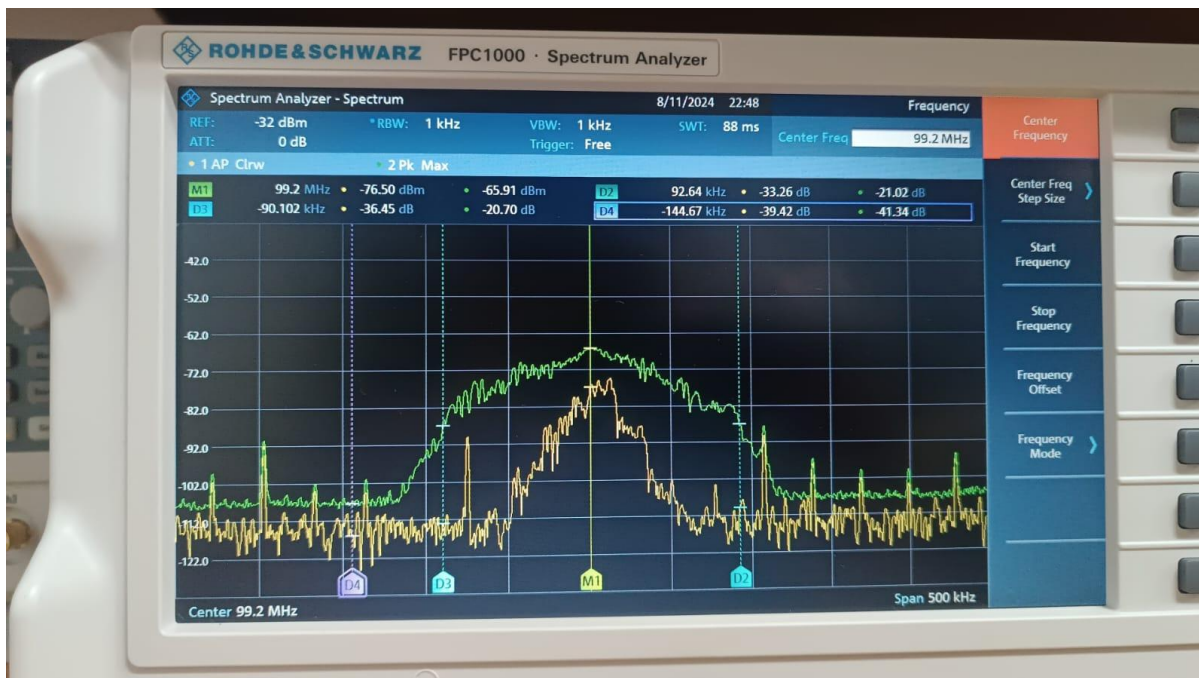 ROHDE&SCHWARZ FPC1000 · Spectrum Analyzer
Spectrum Analyzer - Spectrum 8/11/2024 22:48 Frequency
REF: -32 dBm *RBW: 1 kHz VBW: 1 kHz SWT: 88 ms Center Freq 99.2 MHz
ATT: 0 dB Trigger: Free
1 AP Clrw 2 Pk Max
M1 99.2 MHz -76.50 dBm -65.91 dBm D2 92.64 kHz -33.26 dB -21.02 dB
D3 -90.102 kHz -36.45 dB -20.70 dB D4 -144.67 kHz -39.42 dB -41.34 dB
-42.0
-52.0
-62.0
-72.0
-82.0
-92.0
-102.0
-112.0
-122.0
D4 D3 M1 D2
Center 99.2 MHz Span 500 kHz
Center
Frequency
Center Freq
Step Size
Start
Frequency
Stop
Frequency
Frequency
Offset
Frequency
Mode